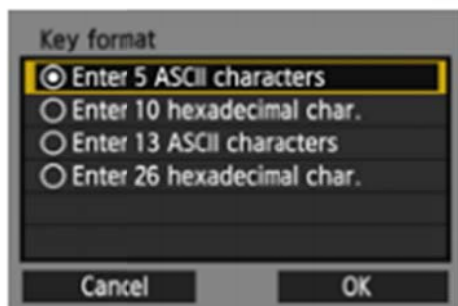 Key format
Enter 5 ASCII characters
Enter 10 hexadecimal char.
Enter 13 ASCII characters
Enter 26 hexadecimal char.
Cancel OK